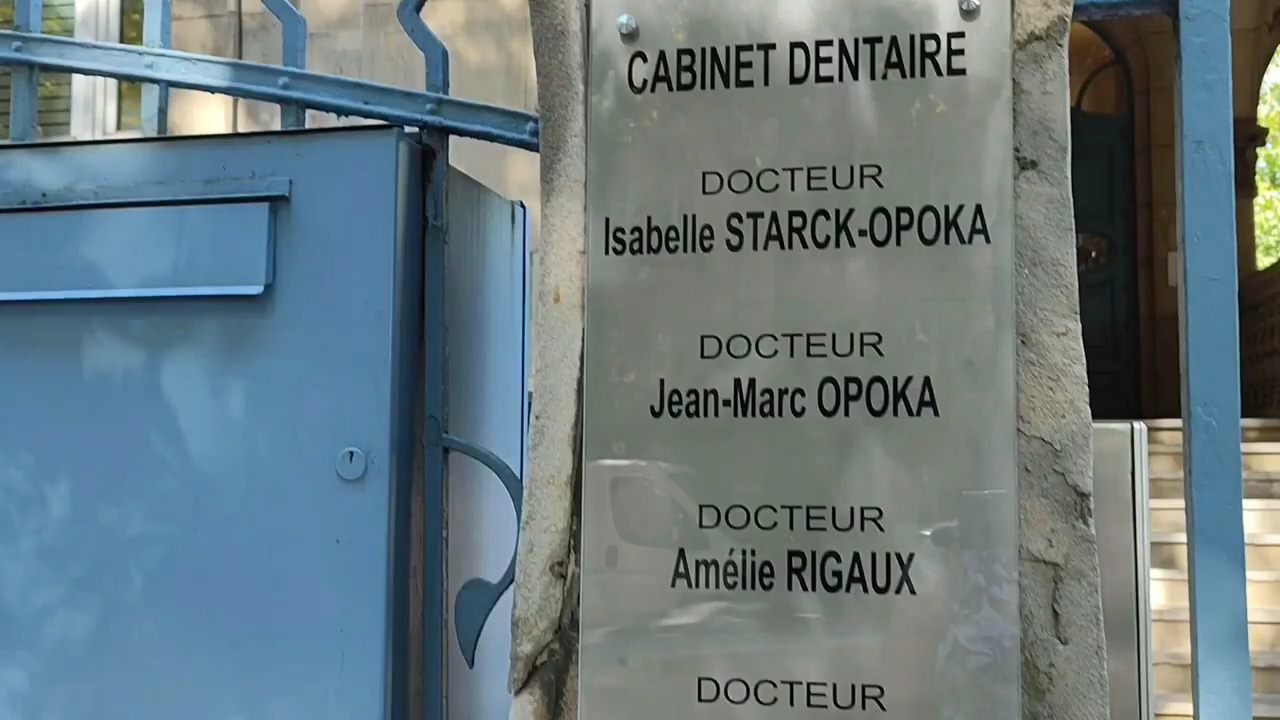 CABINET DENTAIRE
DOCTEUR
Isabelle STARCK-OPOKA
DOCTEUR
Jean-Marc OPOKA
DOCTEUR
Amélie RIGAUX
DOCTEUR